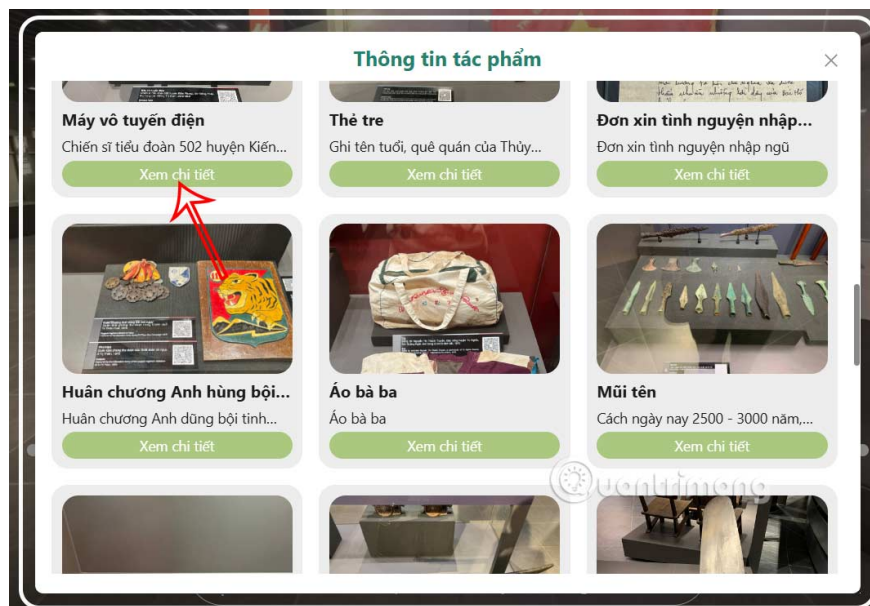 Thông tin tác phẩm
Máy vô tuyến điện
Chiến sĩ tiểu đoàn 502 huyện Kiến...
Xem chi tiết
Thẻ tre
Ghi tên tuổi, quê quán của Thủy...
Xem chi tiết
Đơn xin tình nguyện nhập...
Đơn xin tình nguyện nhập ngũ
Xem chi tiết
Huân chương Anh hùng bội...
Huân chương Anh dũng bội tinh...
Xem chi tiết
Áo bà ba
Áo bà ba
Xem chi tiết
Mũi tên
Cách ngày nay 2500 - 3000 năm,...
Xem chi tiết
Quantrimang